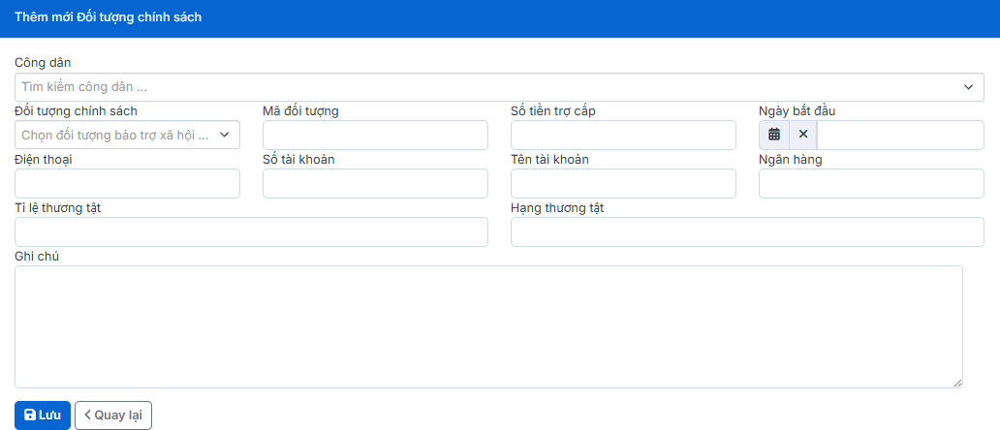 Thêm mới Đối tượng chính sách
Công dân
Tìm kiếm công dân ...
Đối tượng chính sách Mã đối tượng Số tiền trợ cấp Ngày bắt đầu
Chọn đối tượng bảo trợ xã hội ...
Điện thoại Số tài khoản Tên tài khoản Ngân hàng
Tỉ lệ thương tật Hạng thương tật
Ghi chú
Lưu Quay lại